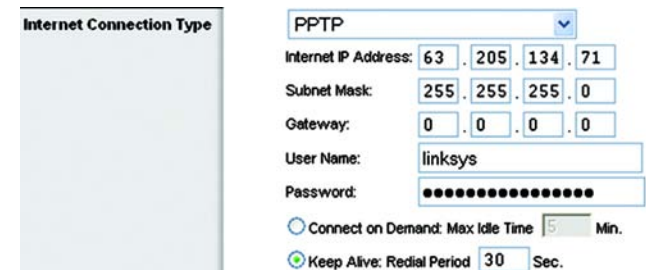 Internet Connection Type
PPTP
Internet IP Address: 63 . 205 . 134 . 71
Subnet Mask: 255 . 255 . 255 . 0
Gateway: 0 . 0 . 0 . 0
User Name: linksys
Password: ●●●●●●●●●●●●●●●●
Connect on Demand: Max Idle Time 5 Min.
Keep Alive: Redial Period 30 Sec.